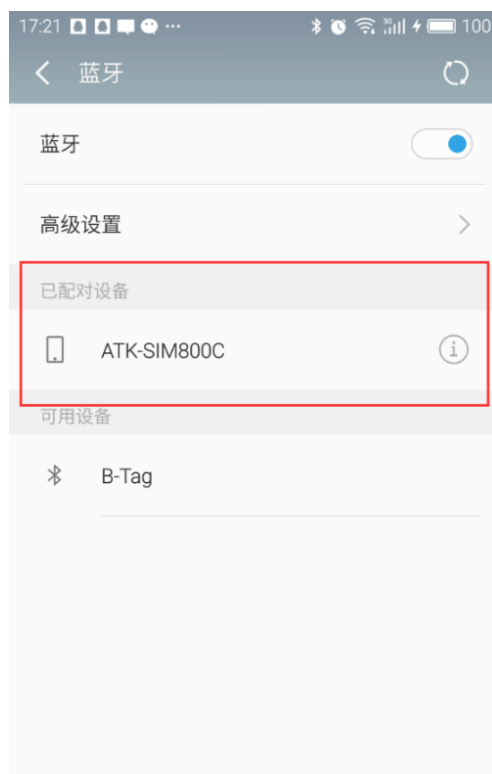 17:21 ··· 100
蓝牙
蓝牙
高级设置
已配对设备
ATK-SIM800C
可用设备
B-Tag